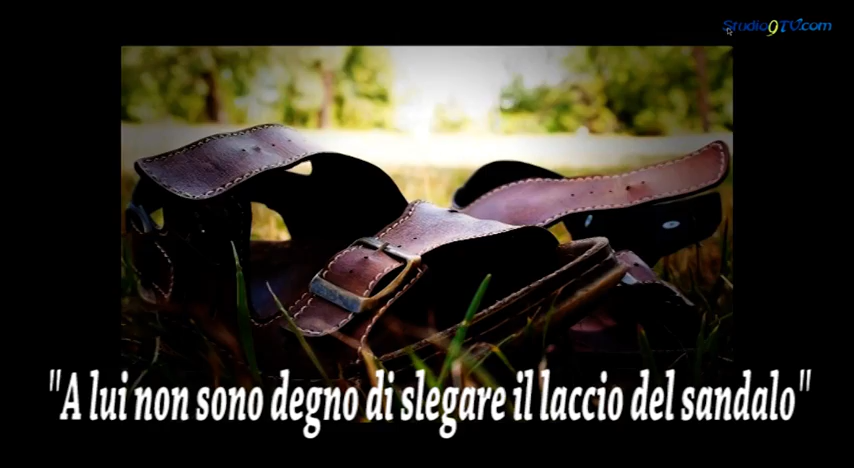 Studio9TV.com
"A lui non sono degno di slegare il laccio del sandalo"